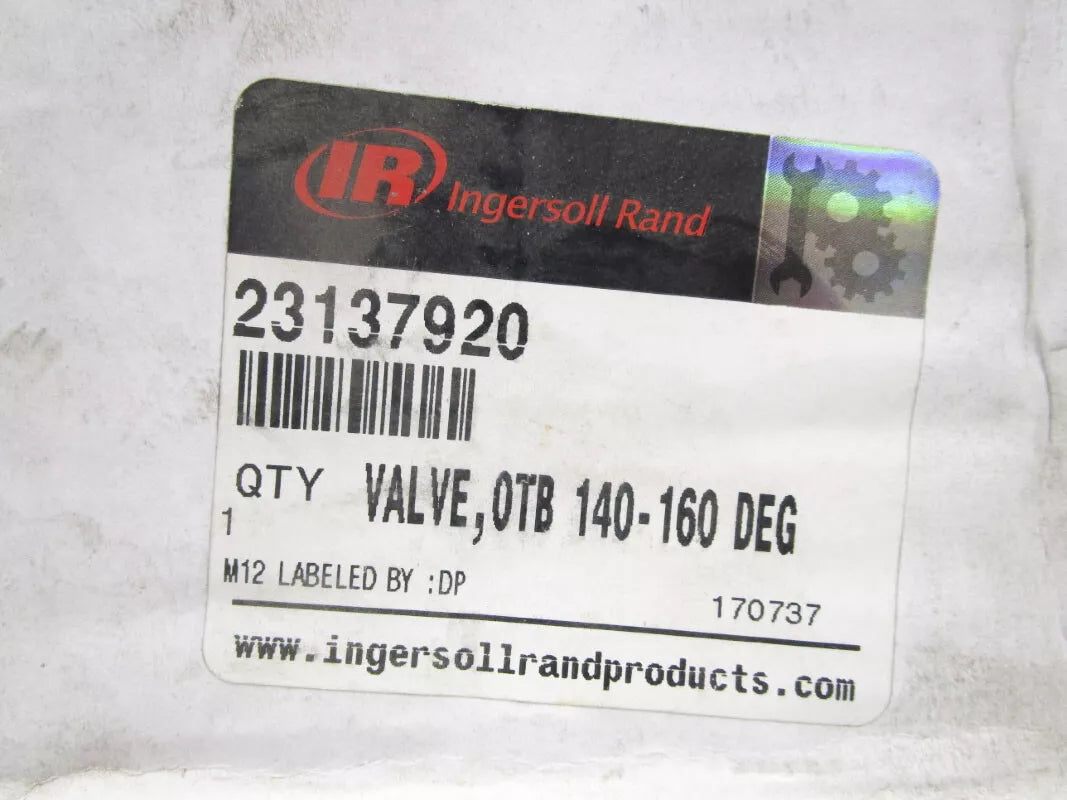 IR Ingersoll Rand
23137920
QTY VALVE,OTB 140-160 DEG
1
M12 LABELED BY :DP
170737
www.ingersollrandproducts.com